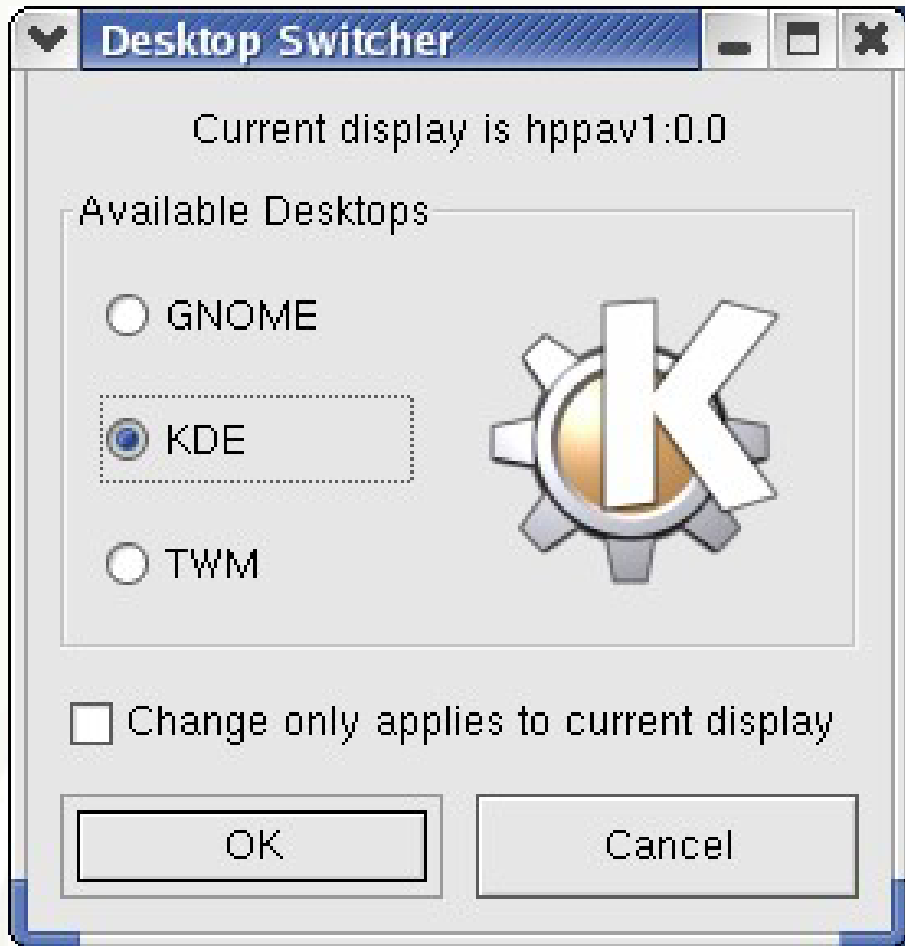 Desktop Switcher
Current display is hppav1:0.0
Available Desktops
GNOME
KDE
TWM
K
Change only applies to current display
OK
Cancel